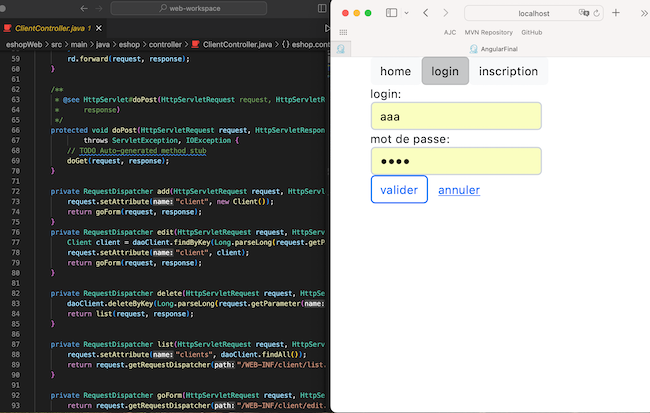 web-workspace
ClientController.java 1 ×
eshopWeb > src > main > java > eshop > controller > ClientController.java > {} eshop.cont
59 rd.forward(request, response);
60 }
61
62 /**
63 * @see HttpServlet#doPost(HttpServletRequest request, HttpServletR
64 * response)
65 */
66 protected void doPost(HttpServletRequest request, HttpServletRespon
67 throws ServletException, IOException {
68 // TODO Auto-generated method stub
69 doGet(request, response);
70 }
71
72 private RequestDispatcher add(HttpServletRequest request, HttpServl
73 request.setAttribute(name:"client", new Client());
74 return goForm(request, response);
75 }
76 private RequestDispatcher edit(HttpServletRequest request, HttpServ
77 Client client = daoClient.findByKey(Long.parseLong(request.getP
78 request.setAttribute(name:"client", client);
79 return goForm(request, response);
80 }
81
82 private RequestDispatcher delete(HttpServletRequest request, HttpSe
83 daoClient.deleteByKey(Long.parseLong(request.getParameter(name:
84 return list(request, response);
85 }
86
87 private RequestDispatcher list(HttpServletRequest request, HttpServ
88 request.setAttribute(name:"clients", daoClient.findAll());
89 return request.getRequestDispatcher(path:"/WEB-INF/client/list.
90 }
91
92 private RequestDispatcher goForm(HttpServletRequest request, HttpSe
93 return request.getRequestDispatcher(path:"/WEB-INF/client/edit.
localhost
AJC MVN Repository GitHub
AngularFinal
home login inscription
login:
aaa
mot de passe:
●●●●
valider annuler